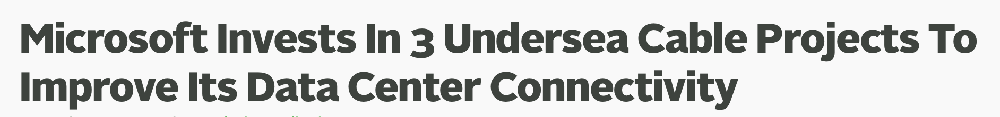 Microsoft Invests In 3 Undersea Cable Projects To
Improve Its Data Center Connectivity